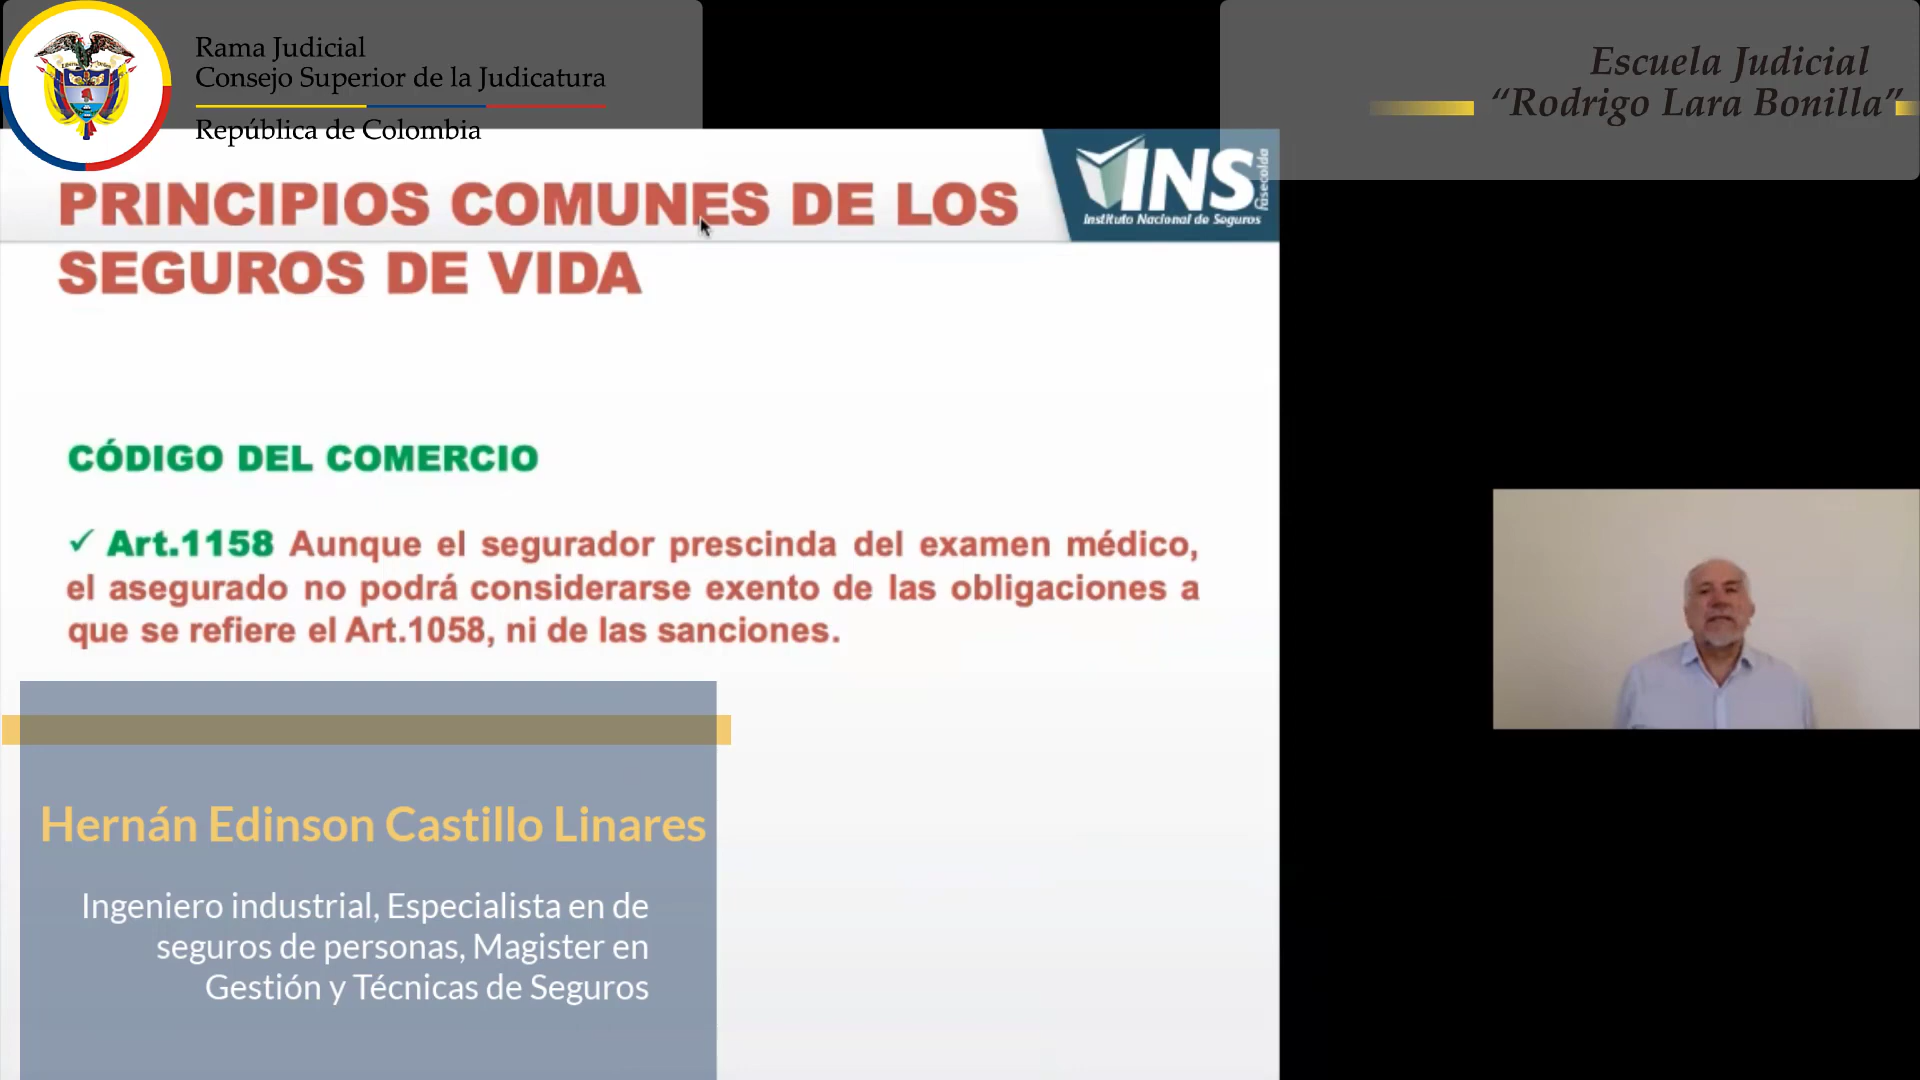 Rama Judicial
Consejo Superior de la Judicatura
República de Colombia
Escuela Judicial
“Rodrigo Lara Bonilla”
INS
fasecolda
Instituto Nacional de Seguros
PRINCIPIOS COMUNES DE LOS
SEGUROS DE VIDA
CÓDIGO DEL COMERCIO
✓ Art.1158 Aunque el segurador prescinda del examen médico,
el asegurado no podrá considerarse exento de las obligaciones a
que se refiere el Art.1058, ni de las sanciones.
Hernán Edinson Castillo Linares
Ingeniero industrial, Especialista en de
seguros de personas, Magister en
Gestión y Técnicas de Seguros